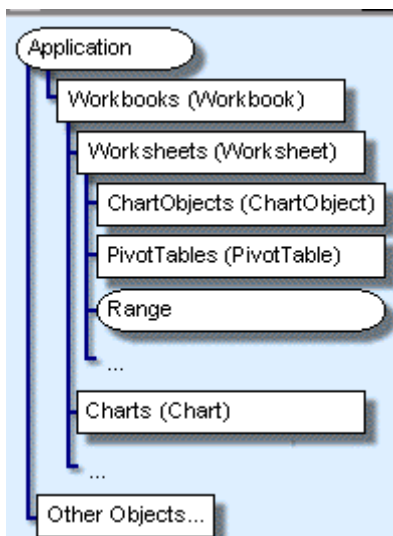 Application
Workbooks (Workbook)
Worksheets (Worksheet)
ChartObjects (ChartObject)
PivotTables (PivotTable)
Range
...
Charts (Chart)
...
Other Objects...